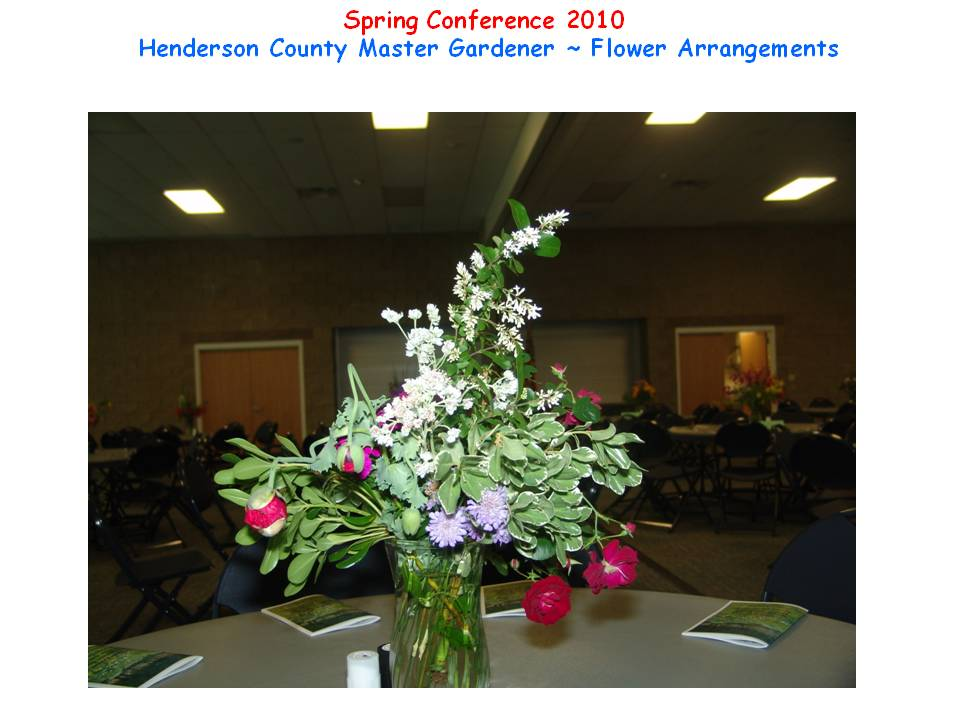 Spring Conference 2010
Henderson County Master Gardener ~ Flower Arrangements